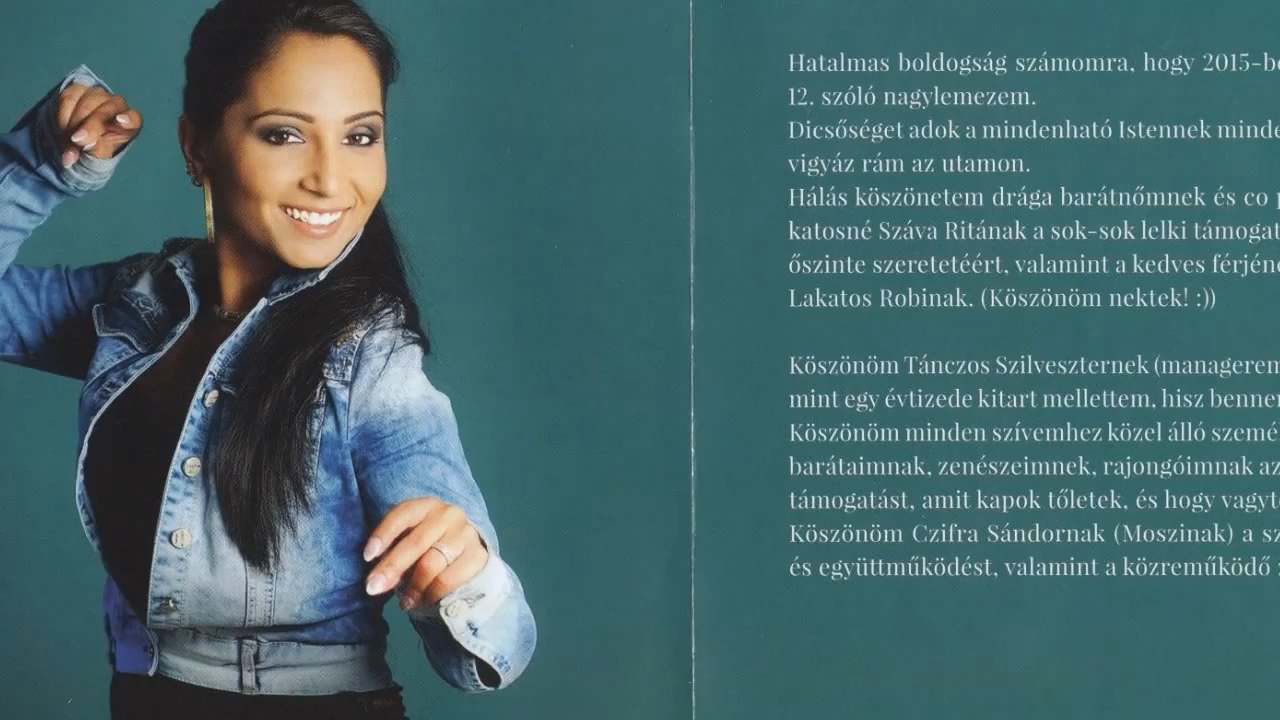 Hatalmas boldogság számomra, hogy 2015-be
12. szóló nagylemezem.
Dicsőséget adok a mindenható Istennek minde
vigyáz rám az utamon.
Hálás köszönetem drága barátnőmnek és co p
katosné Száva Ritának a sok-sok lelki támogat
őszinte szeretetéért, valamint a kedves férjéne
Lakatos Robinak. (Köszönöm nektek! :))
Köszönöm Tánczos Szilveszternek (managerem
mint egy évtizede kitart mellettem, hisz bennem
Köszönöm minden szívemhez közel álló szemé
barátaimnak, zenészeimnek, rajongóimnak az
támogatást, amit kapok tőletek, és hogy vagyte
Köszönöm Czifra Sándornak (Moszinak) a sz
és együttműködést, valamint a közreműködő